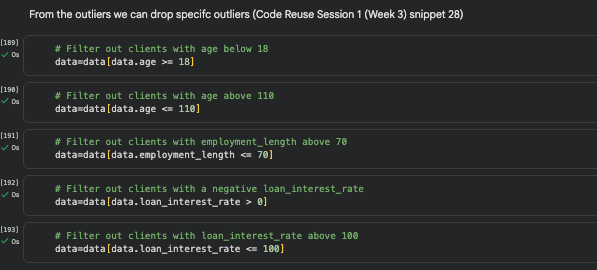 From the outliers we can drop specifc outliers (Code Reuse Session 1 (Week 3) snippet 28)
[189]
0s
# Filter out clients with age below 18
data=data[data.age >= 18]
[190]
0s
# Filter out clients with age above 110
data=data[data.age <= 110]
[191]
0s
# Filter out clients with employment_length above 70
data=data[data.employment_length <= 70]
[192]
0s
# Filter out clients with a negative loan_interest_rate
data=data[data.loan_interest_rate > 0]
[193]
0s
# Filter out clients with loan_interest_rate above 100
data=data[data.loan_interest_rate <= 100]